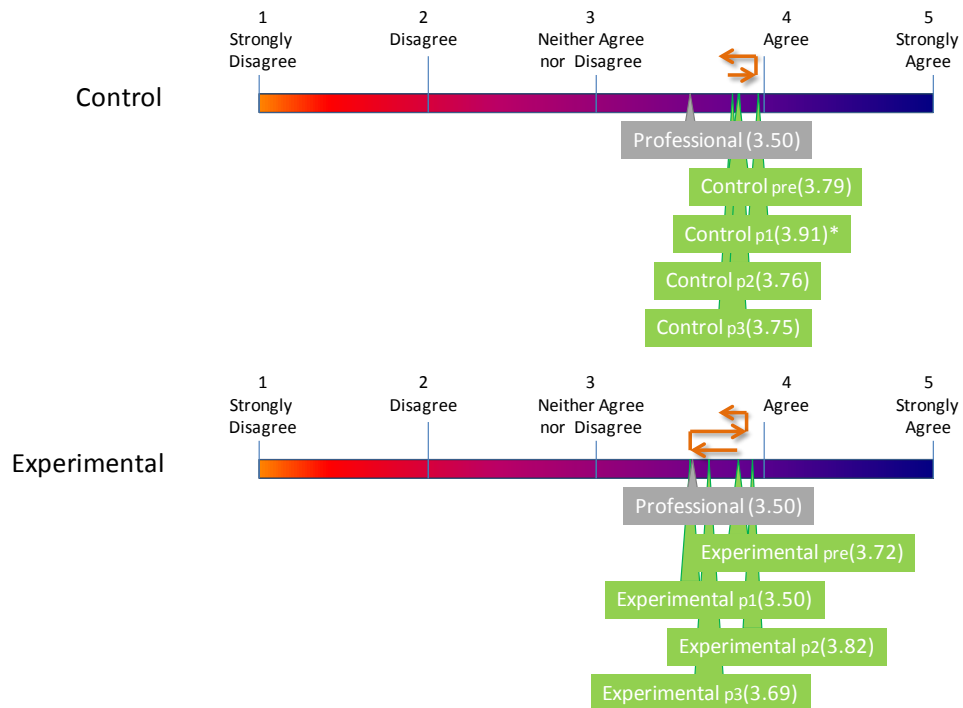 1 2 3 4 5
Strongly Disagree Neither Agree Agree Strongly
Disagree nor Disagree Agree
Control
Professional (3.50)
Control pre(3.79)
Control p1(3.91)*
Control p2(3.76)
Control p3(3.75)
1 2 3 4 5
Strongly Disagree Neither Agree Agree Strongly
Disagree nor Disagree Agree
Experimental
Professional (3.50)
Experimental pre(3.72)
Experimental p1(3.50)
Experimental p2(3.82)
Experimental p3(3.69)